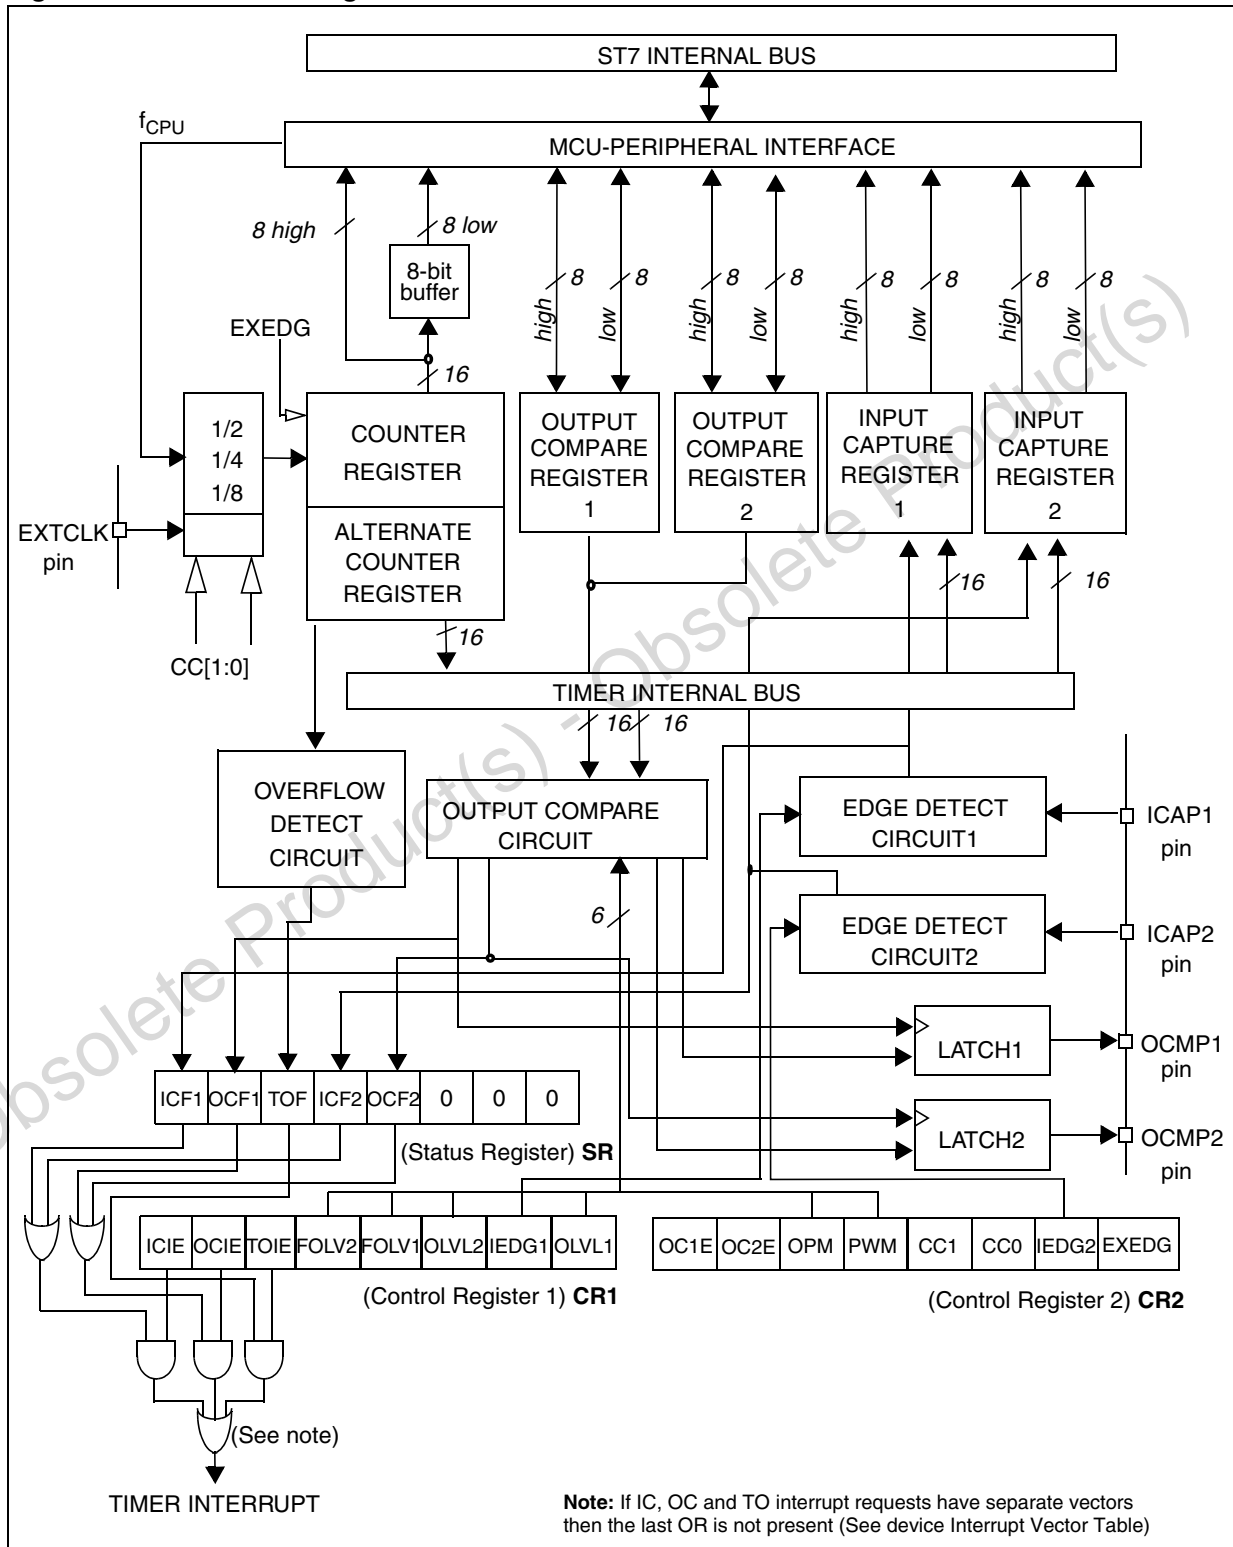 ST7 INTERNAL BUS
fCPU
MCU-PERIPHERAL INTERFACE
8 high
8 low
8-bit
buffer
8 8 8 8 8 8 8 8
high low high low high low high low
EXEDG
16
1/2
1/4
1/8
COUNTER
REGISTER
OUTPUT
COMPARE
REGISTER
1
OUTPUT
COMPARE
REGISTER
2
INPUT
CAPTURE
REGISTER
1
INPUT
CAPTURE
REGISTER
2
EXTCLK
pin
ALTERNATE
COUNTER
REGISTER
16
16
16
CC[1:0]
TIMER INTERNAL BUS
16 16
OVERFLOW
DETECT
CIRCUIT
OUTPUT COMPARE
CIRCUIT
EDGE DETECT
CIRCUIT1
ICAP1
pin
6
EDGE DETECT
CIRCUIT2
ICAP2
pin
LATCH1
OCMP1
pin
ICF1 OCF1 TOF ICF2 OCF2 0 0 0
(Status Register) SR
LATCH2
OCMP2
pin
ICIE OCIE TOIE FOLV2 FOLV1 OLVL2 IEDG1 OLVL1
(Control Register 1) CR1
OC1E OC2E OPM PWM CC1 CC0 IEDG2 EXEDG
(Control Register 2) CR2
(See note)
TIMER INTERRUPT
Note: If IC, OC and TO interrupt requests have separate vectors
then the last OR is not present (See device Interrupt Vector Table)
Obsolete Product(s) - Obsolete Product(s)